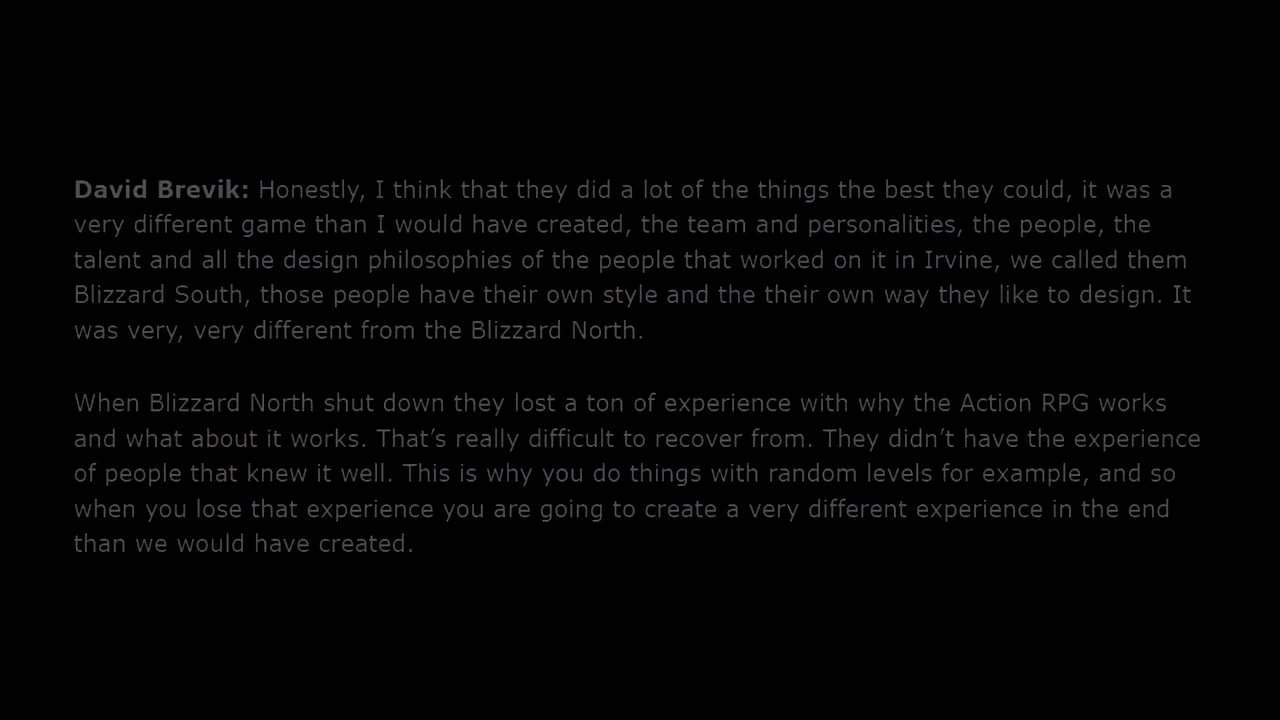 David Brevik: Honestly, I think that they did a lot of the things the best they could, it was a
very different game than I would have created, the team and personalities, the people, the
talent and all the design philosophies of the people that worked on it in Irvine, we called them
Blizzard South, those people have their own style and the their own way they like to design. It
was very, very different from the Blizzard North.
When Blizzard North shut down they lost a ton of experience with why the Action RPG works
and what about it works. That’s really difficult to recover from. They didn’t have the experience
of people that knew it well. This is why you do things with random levels for example, and so
when you lose that experience you are going to create a very different experience in the end
than we would have created.